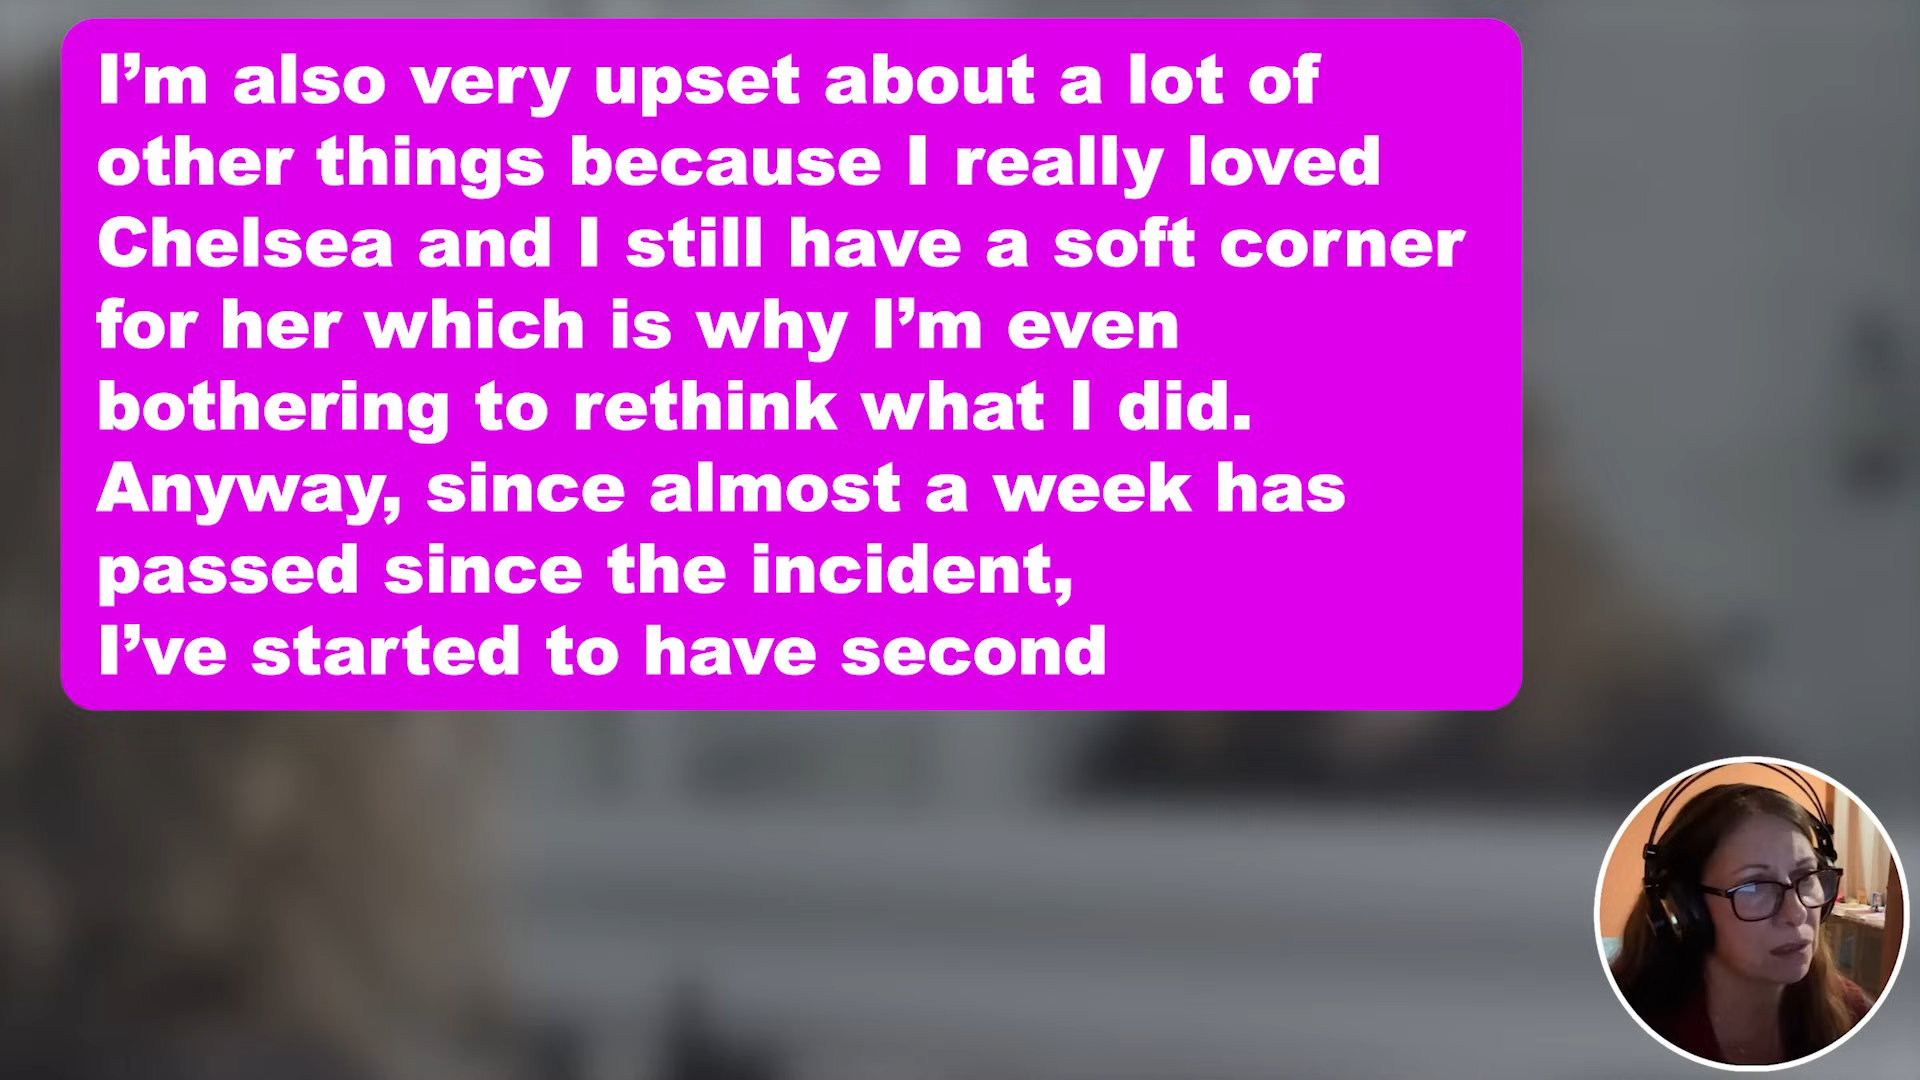 I’m also very upset about a lot of
other things because I really loved
Chelsea and I still have a soft corner
for her which is why I’m even
bothering to rethink what I did.
Anyway, since almost a week has
passed since the incident,
I’ve started to have second